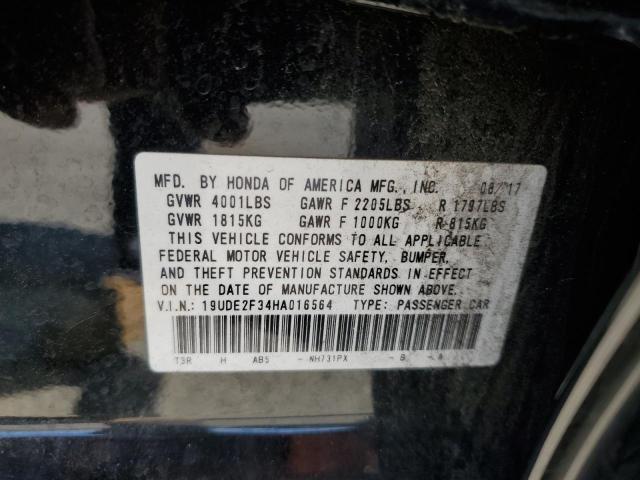 MFD. BY HONDA OF AMERICA MFG., INC. 08/17
GVWR 4001LBS GAWR F 2205LBS R 1797LBS
GVWR 1815KG GAWR F 1000KG R 815KG
THIS VEHICLE CONFORMS TO ALL APPLICABLE
FEDERAL MOTOR VEHICLE SAFETY, BUMPER,
AND THEFT PREVENTION STANDARDS IN EFFECT
ON THE DATE OF MANUFACTURE SHOWN ABOVE.
V.I.N.: 19UDE2F34HA016564 TYPE: PASSENGER CAR
T3R H AB5 - NH731PX - B - A